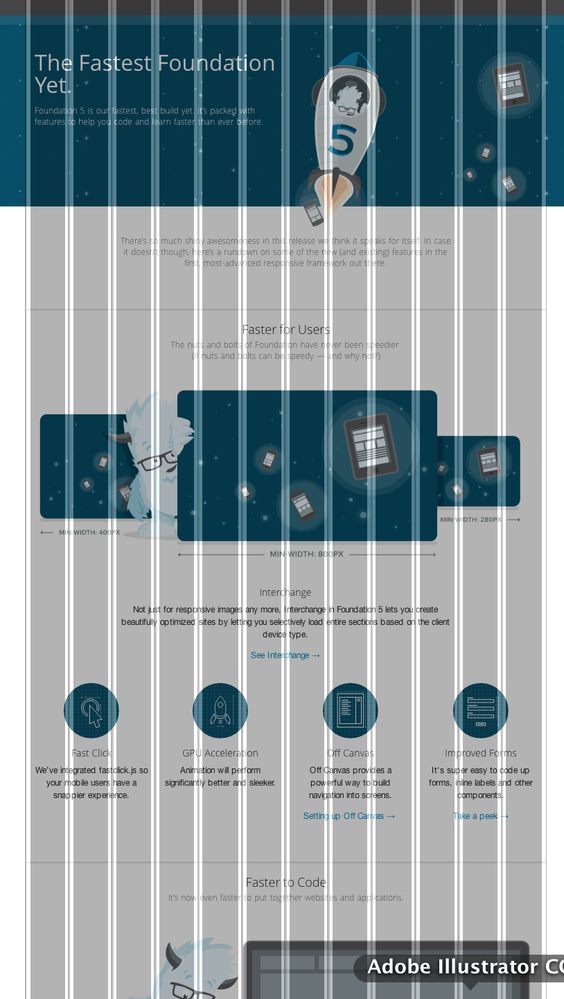 The Fastest Foundation
Yet.
Foundation 5 is our fastest, best build yet. It's packed with
features to help you code and learn faster than ever before.
5
There's so much shiny awesomeness in this release we think it speaks for itself. In case
it doesn't though, here's a rundown on some of the new (and existing) features in the
first, most-advanced responsive framework out there.
Faster for Users
The nuts and bolts of Foundation have never been speedier
(if nuts and bolts can be speedy — and why not?)
MIN-WIDTH: 400PX
MIN-WIDTH: 800PX
MIN-WIDTH: 280PX
Interchange
Not just for responsive images any more, Interchange in Foundation 5 lets you create
beautifully optimized sites by letting you selectively load entire sections based on the client
device type.
See Interchange →
Fast Click
We've integrated fastclick.js so
your mobile users have a
snappier experience.
GPU Acceleration
Animation will perform
significantly better and sleeker.
Off Canvas
Off Canvas provides a
powerful way to build
navigation into screens.
Setting up Off Canvas →
Improved Forms
It's super easy to code up
forms, inline labels and other
components.
Take a peek →
Faster to Code
It's now even faster to put together websites and applications.
Adobe Illustrator CC